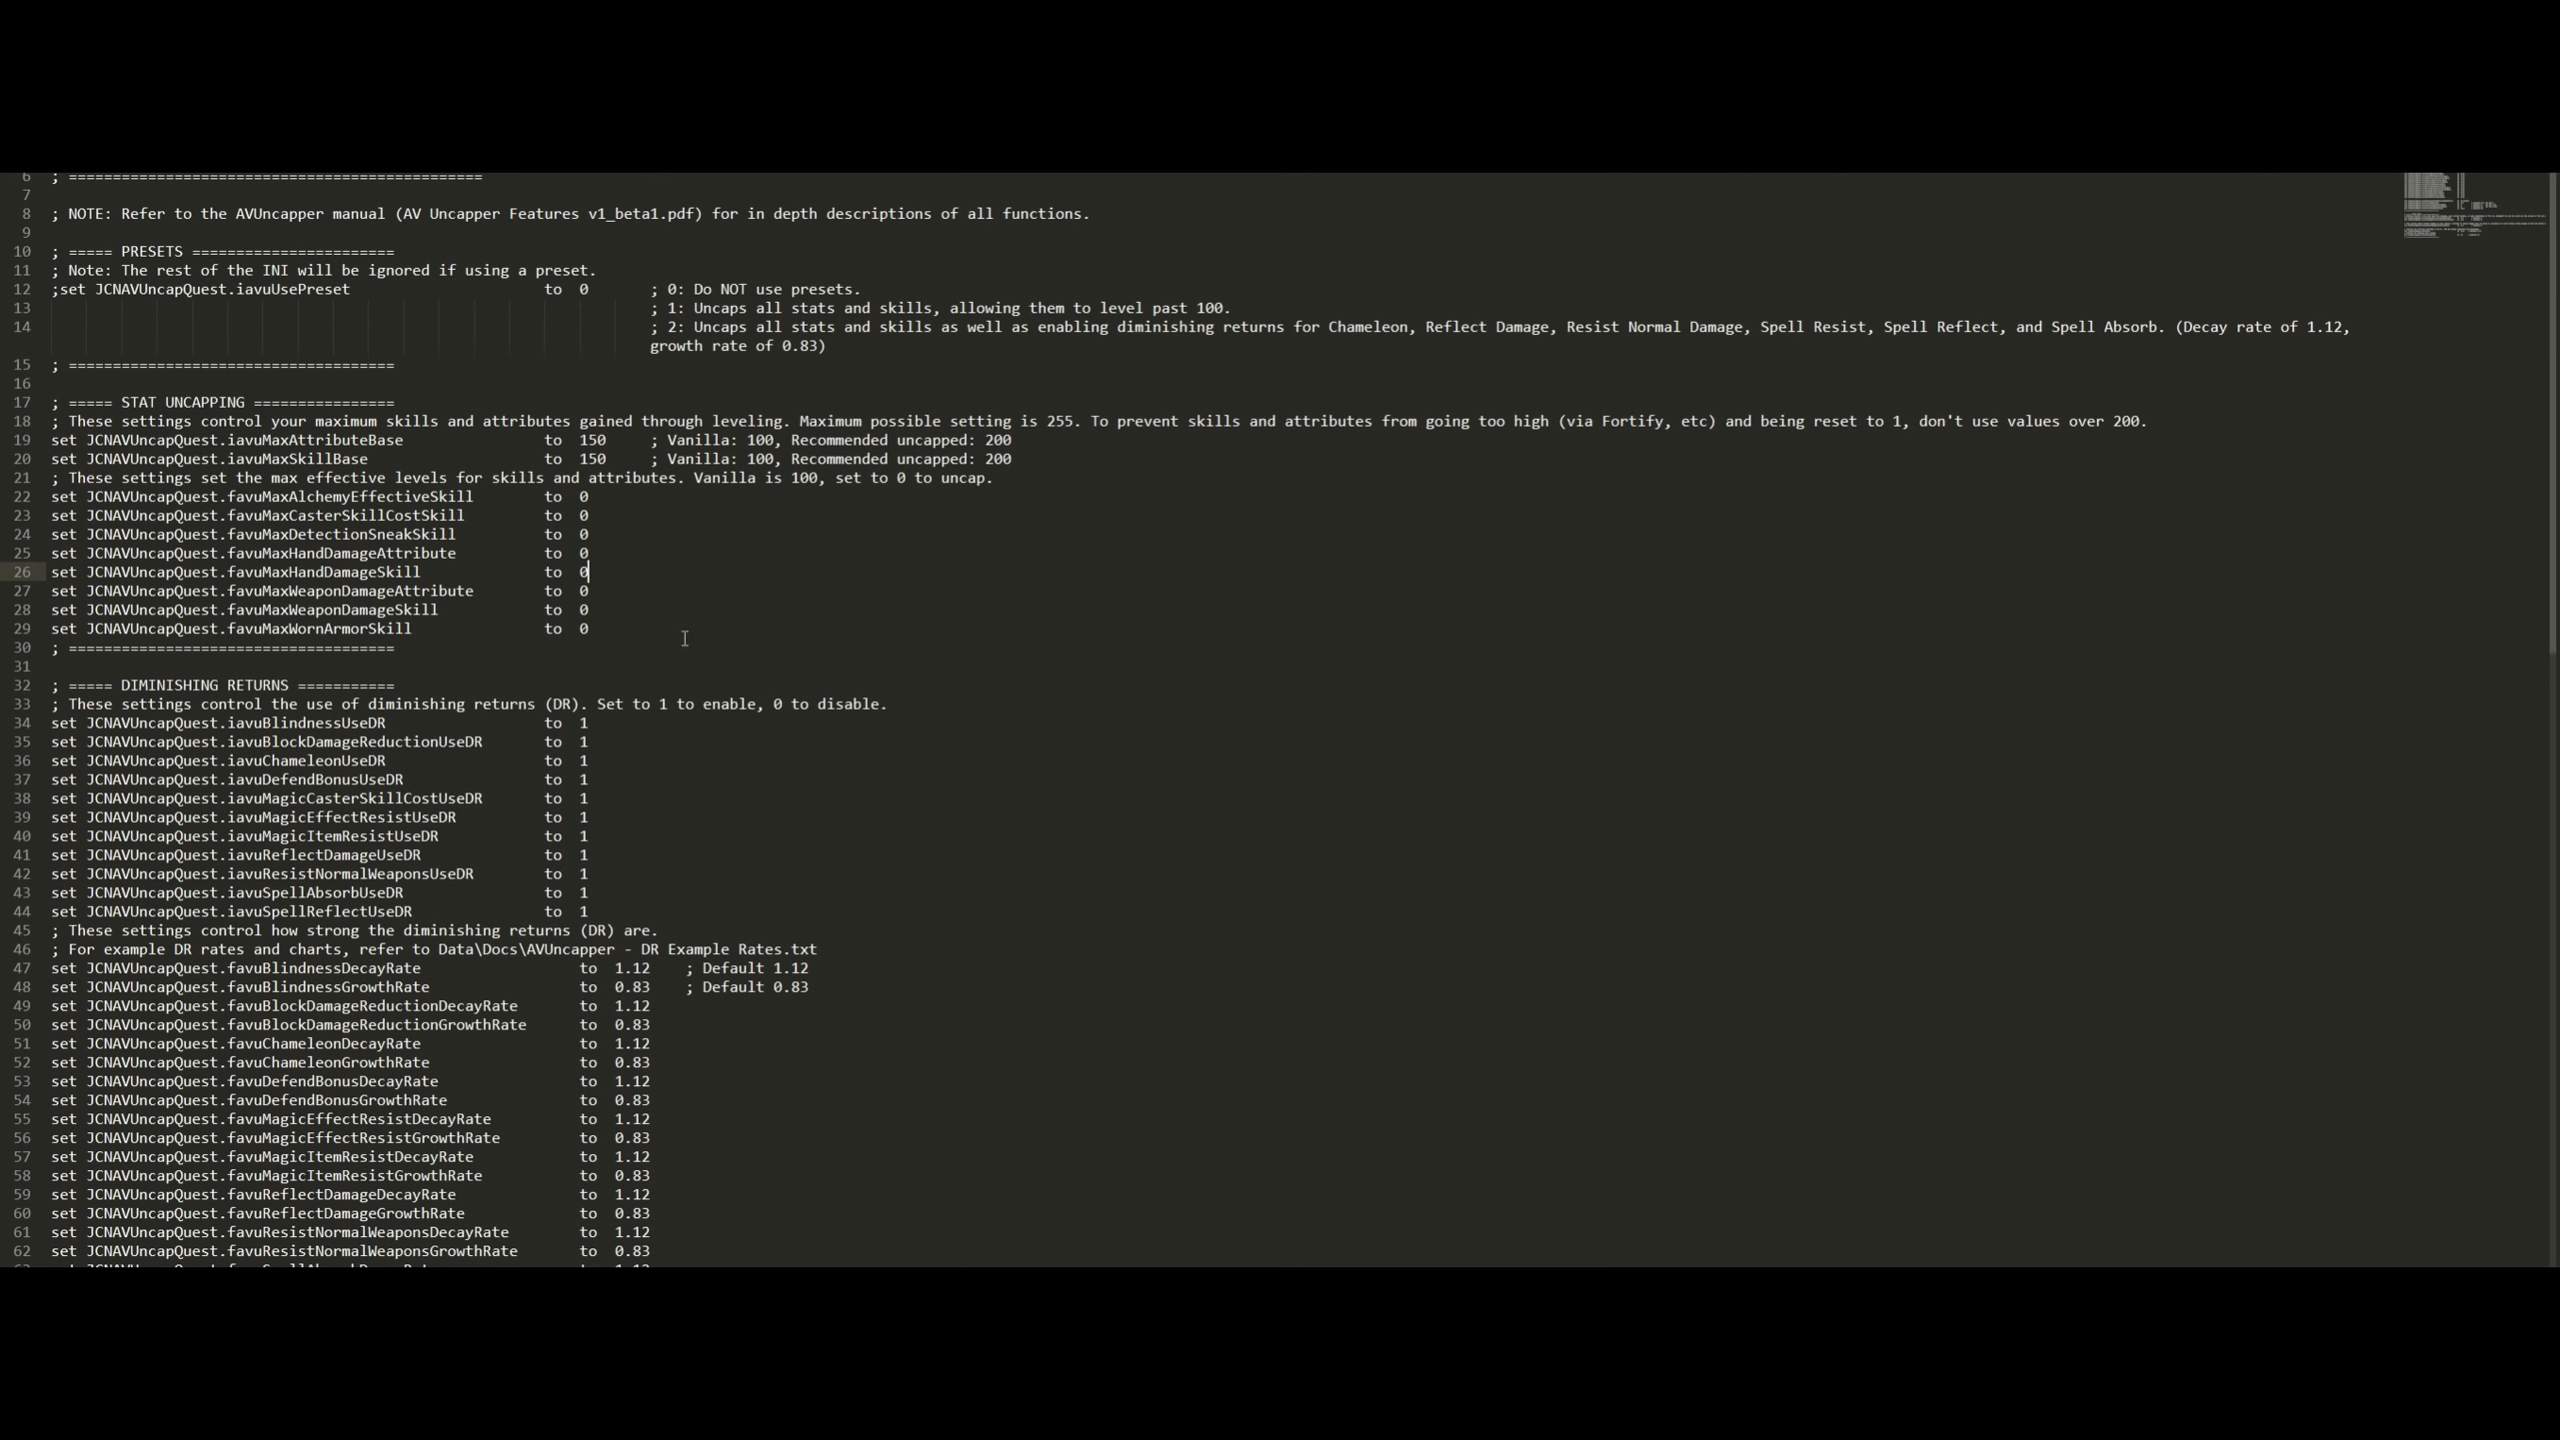 6 ; ===============================================
7
8 ; NOTE: Refer to the AVUncapper manual (AV Uncapper Features v1_beta1.pdf) for in depth descriptions of all functions.
9
10 ; ===== PRESETS =======================
11 ; Note: The rest of the INI will be ignored if using a preset.
12 ;set JCNAVUncapQuest.iavuUsePreset to 0 ; 0: Do NOT use presets.
13 ; 1: Uncaps all stats and skills, allowing them to level past 100.
14 ; 2: Uncaps all stats and skills as well as enabling diminishing returns for Chameleon, Reflect Damage, Resist Normal Damage, Spell Resist, Spell Reflect, and Spell Absorb. (Decay rate of 1.12,
growth rate of 0.83)
15 ; =====================================
16
17 ; ===== STAT UNCAPPING ================
18 ; These settings control your maximum skills and attributes gained through leveling. Maximum possible setting is 255. To prevent skills and attributes from going too high (via Fortify, etc) and being reset to 1, don't use values over 200.
19 set JCNAVUncapQuest.iavuMaxAttributeBase to 150 ; Vanilla: 100, Recommended uncapped: 200
20 set JCNAVUncapQuest.iavuMaxSkillBase to 150 ; Vanilla: 100, Recommended uncapped: 200
21 ; These settings set the max effective levels for skills and attributes. Vanilla is 100, set to 0 to uncap.
22 set JCNAVUncapQuest.favuMaxAlchemyEffectiveSkill to 0
23 set JCNAVUncapQuest.favuMaxCasterSkillCostSkill to 0
24 set JCNAVUncapQuest.favuMaxDetectionSneakSkill to 0
25 set JCNAVUncapQuest.favuMaxHandDamageAttribute to 0
26 set JCNAVUncapQuest.favuMaxHandDamageSkill to 0
27 set JCNAVUncapQuest.favuMaxWeaponDamageAttribute to 0
28 set JCNAVUncapQuest.favuMaxWeaponDamageSkill to 0
29 set JCNAVUncapQuest.favuMaxWornArmorSkill to 0
30 ; =====================================
31
32 ; ===== DIMINISHING RETURNS ===========
33 ; These settings control the use of diminishing returns (DR). Set to 1 to enable, 0 to disable.
34 set JCNAVUncapQuest.iavuBlindnessUseDR to 1
35 set JCNAVUncapQuest.iavuBlockDamageReductionUseDR to 1
36 set JCNAVUncapQuest.iavuChameleonUseDR to 1
37 set JCNAVUncapQuest.iavuDefendBonusUseDR to 1
38 set JCNAVUncapQuest.iavuMagicCasterSkillCostUseDR to 1
39 set JCNAVUncapQuest.iavuMagicEffectResistUseDR to 1
40 set JCNAVUncapQuest.iavuMagicItemResistUseDR to 1
41 set JCNAVUncapQuest.iavuReflectDamageUseDR to 1
42 set JCNAVUncapQuest.iavuResistNormalWeaponsUseDR to 1
43 set JCNAVUncapQuest.iavuSpellAbsorbUseDR to 1
44 set JCNAVUncapQuest.iavuSpellReflectUseDR to 1
45 ; These settings control how strong the diminishing returns (DR) are.
46 ; For example DR rates and charts, refer to Data\Docs\AVUncapper - DR Example Rates.txt
47 set JCNAVUncapQuest.favuBlindnessDecayRate to 1.12 ; Default 1.12
48 set JCNAVUncapQuest.favuBlindnessGrowthRate to 0.83 ; Default 0.83
49 set JCNAVUncapQuest.favuBlockDamageReductionDecayRate to 1.12
50 set JCNAVUncapQuest.favuBlockDamageReductionGrowthRate to 0.83
51 set JCNAVUncapQuest.favuChameleonDecayRate to 1.12
52 set JCNAVUncapQuest.favuChameleonGrowthRate to 0.83
53 set JCNAVUncapQuest.favuDefendBonusDecayRate to 1.12
54 set JCNAVUncapQuest.favuDefendBonusGrowthRate to 0.83
55 set JCNAVUncapQuest.favuMagicEffectResistDecayRate to 1.12
56 set JCNAVUncapQuest.favuMagicEffectResistGrowthRate to 0.83
57 set JCNAVUncapQuest.favuMagicItemResistDecayRate to 1.12
58 set JCNAVUncapQuest.favuMagicItemResistGrowthRate to 0.83
59 set JCNAVUncapQuest.favuReflectDamageDecayRate to 1.12
60 set JCNAVUncapQuest.favuReflectDamageGrowthRate to 0.83
61 set JCNAVUncapQuest.favuResistNormalWeaponsDecayRate to 1.12
62 set JCNAVUncapQuest.favuResistNormalWeaponsGrowthRate to 0.83